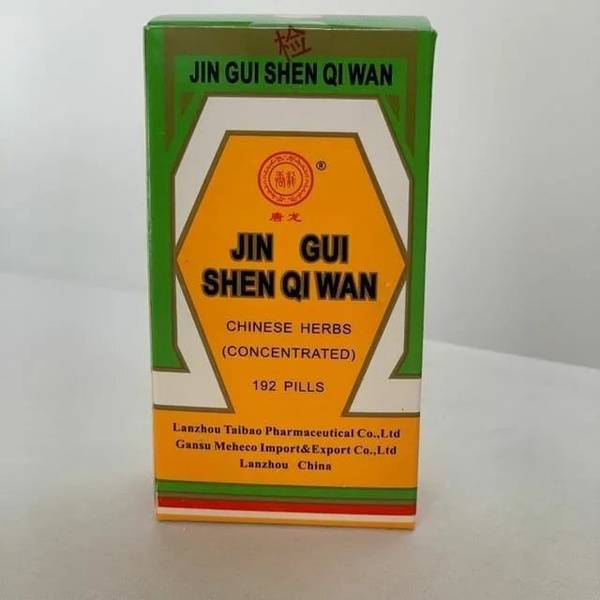 检
JIN GUI SHEN QI WAN
®
唐龙
JIN GUI
SHEN QI WAN
CHINESE HERBS
(CONCENTRATED)
192 PILLS
Lanzhou Taibao Pharmaceutical Co.,Ltd
Gansu Meheco Import&Export Co.,Ltd
Lanzhou China